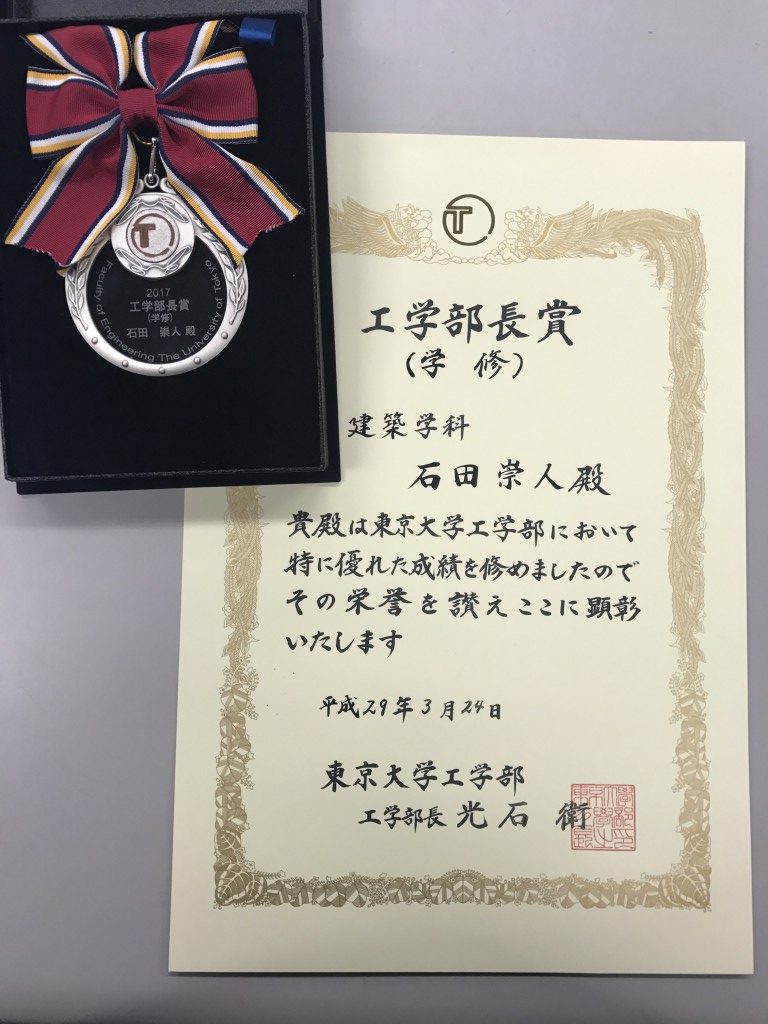 T
2017
工学部長賞
(学修)
石田 崇人 殿
Faculty of Engineering The University of Tokyo
T
工学部長賞
(学 修)
建築学科
石田崇人殿
貴殿は東京大学工学部において
特に優れた成績を修めましたので
その栄誉を讃えここに顕彰
いたします
平成29年3月24日
東京大学工学部
工学部長 光石 衛